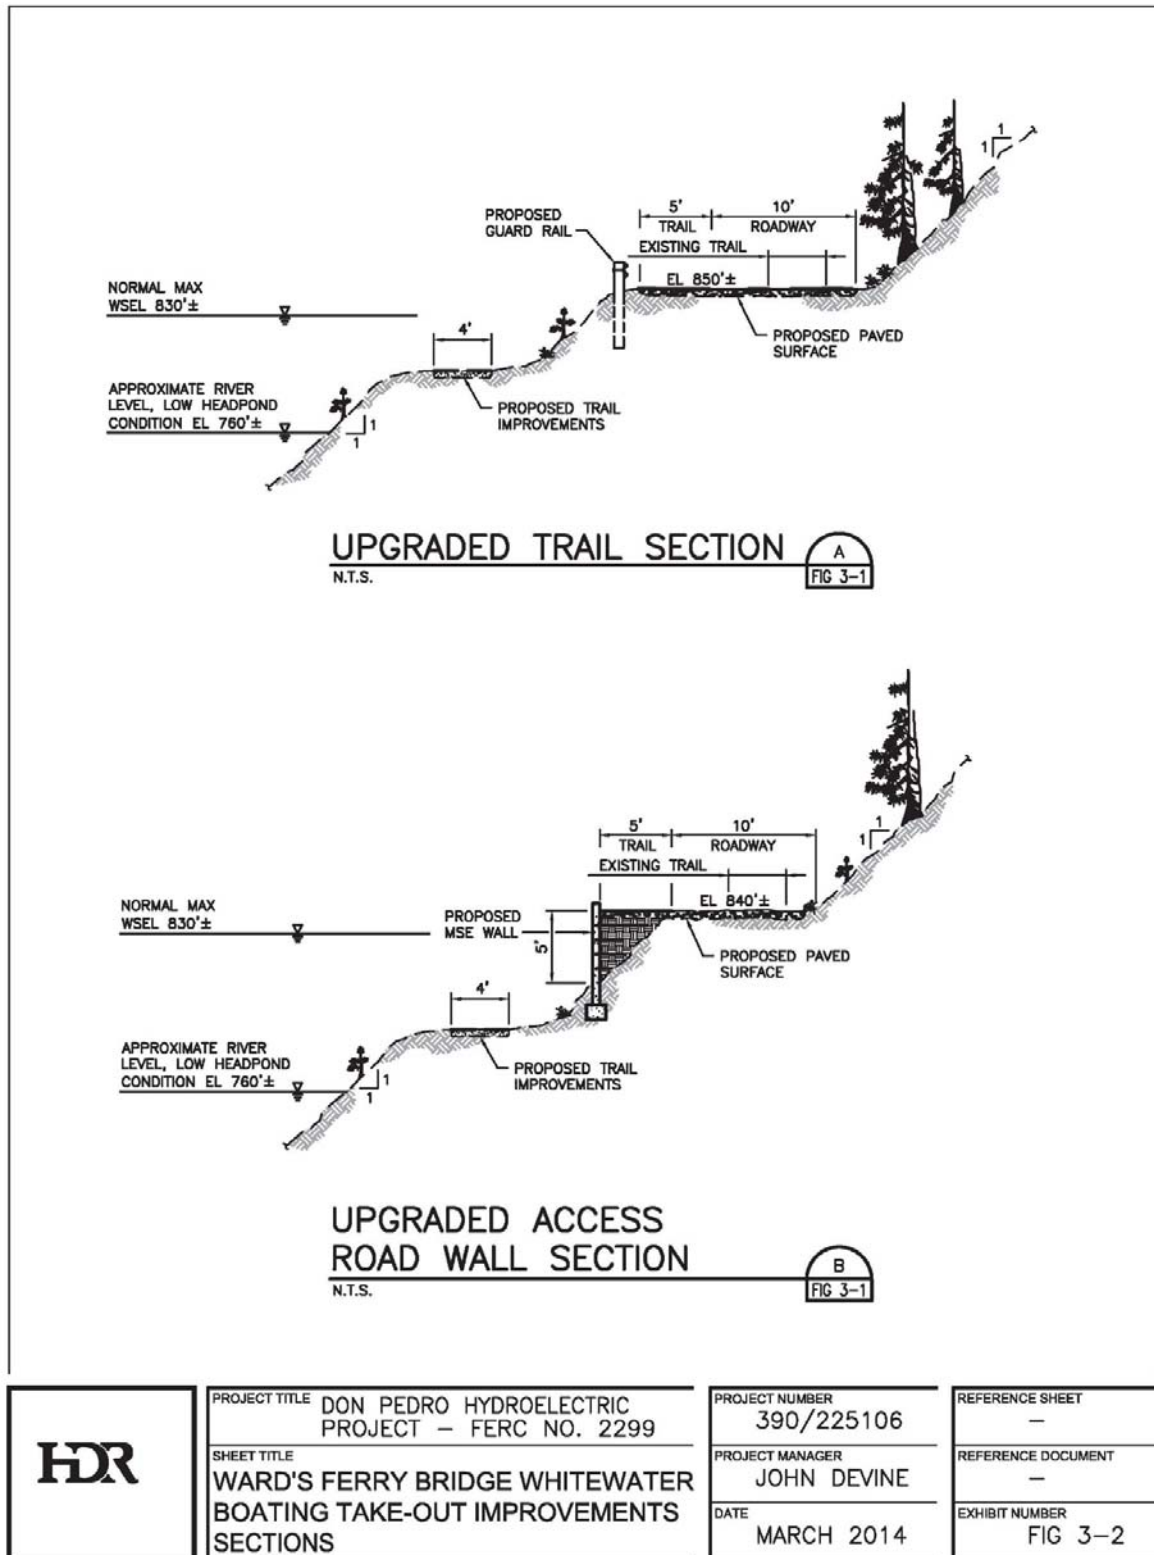 1
1
PROPOSED
GUARD RAIL
5'
TRAIL
10'
ROADWAY
EXISTING TRAIL
EL 850'±
NORMAL MAX
WSEL 830'±
PROPOSED PAVED
SURFACE
4'
APPROXIMATE RIVER
LEVEL, LOW HEADPOND
CONDITION EL 760'±
PROPOSED TRAIL
IMPROVEMENTS
1
1
UPGRADED TRAIL SECTION
N.T.S.
A
FIG 3-1
5'
TRAIL
10'
ROADWAY
1
1
EXISTING TRAIL
EL 840'±
NORMAL MAX
WSEL 830'±
PROPOSED
MSE WALL
5'
PROPOSED PAVED
SURFACE
4'
APPROXIMATE RIVER
LEVEL, LOW HEADPOND
CONDITION EL 760'±
PROPOSED TRAIL
IMPROVEMENTS
1
1
UPGRADED ACCESS
ROAD WALL SECTION
N.T.S.
B
FIG 3-1
HDR
PROJECT TITLE
DON PEDRO HYDROELECTRIC
PROJECT - FERC NO. 2299
SHEET TITLE
WARD'S FERRY BRIDGE WHITEWATER
BOATING TAKE-OUT IMPROVEMENTS
SECTIONS
PROJECT NUMBER
390/225106
PROJECT MANAGER
JOHN DEVINE
DATE
MARCH 2014
REFERENCE SHEET
-
REFERENCE DOCUMENT
-
EXHIBIT NUMBER
FIG 3-2